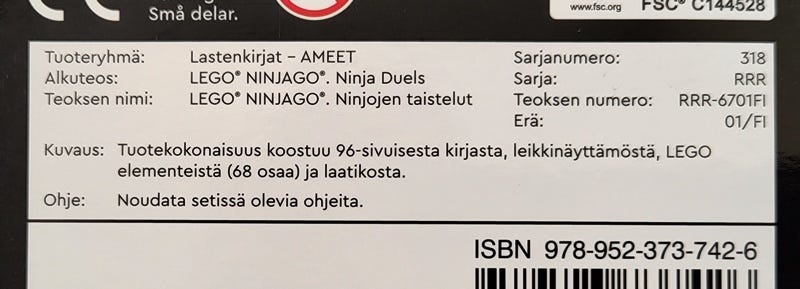 Små delar.
www.fsc.org FSC® C144528
Tuoteryhmä: Lastenkirjat – AMEET
Alkuteos: LEGO® NINJAGO®. Ninja Duels
Teoksen nimi: LEGO® NINJAGO®. Ninjojen taistelut
Sarjanumero: 318
Sarja: RRR
Teoksen numero: RRR-6701FI
Erä: 01/FI
Kuvaus: Tuotekokonaisuus koostuu 96-sivuisesta kirjasta, leikkinäyttämöstä, LEGO
elementeistä (68 osaa) ja laatikosta.
Ohje: Noudata setissä olevia ohjeita.
ISBN 978-952-373-742-6